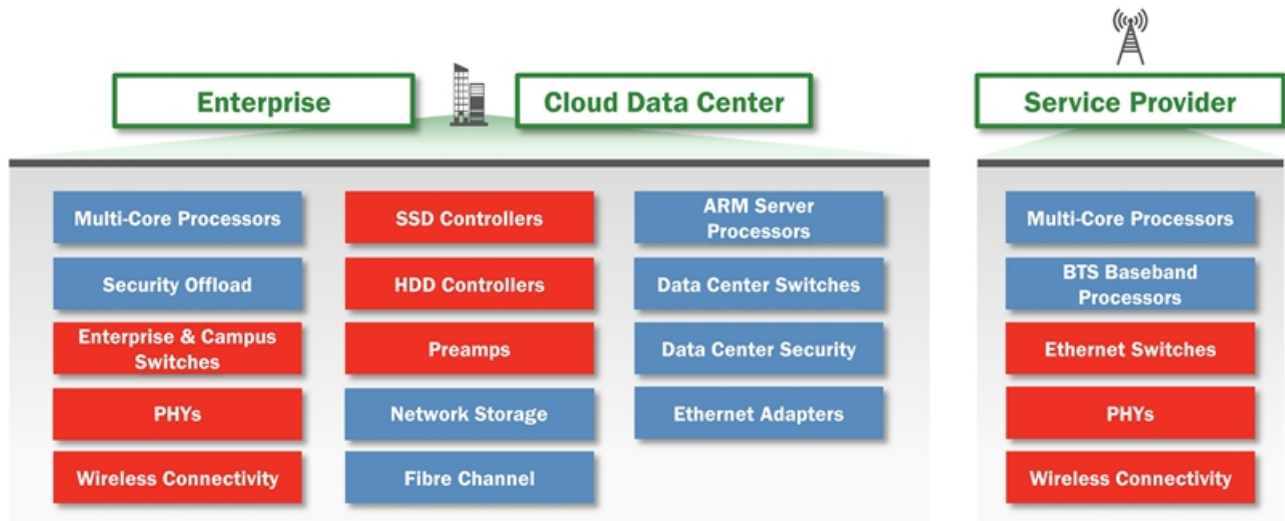 Enterprise
Cloud Data Center
Service Provider
Multi-Core Processors
Security Offload
Enterprise & Campus
Switches
PHYs
Wireless Connectivity
SSD Controllers
HDD Controllers
Preamps
Network Storage
Fibre Channel
ARM Server
Processors
Data Center Switches
Data Center Security
Ethernet Adapters
Multi-Core Processors
BTS Baseband
Processors
Ethernet Switches
PHYs
Wireless Connectivity